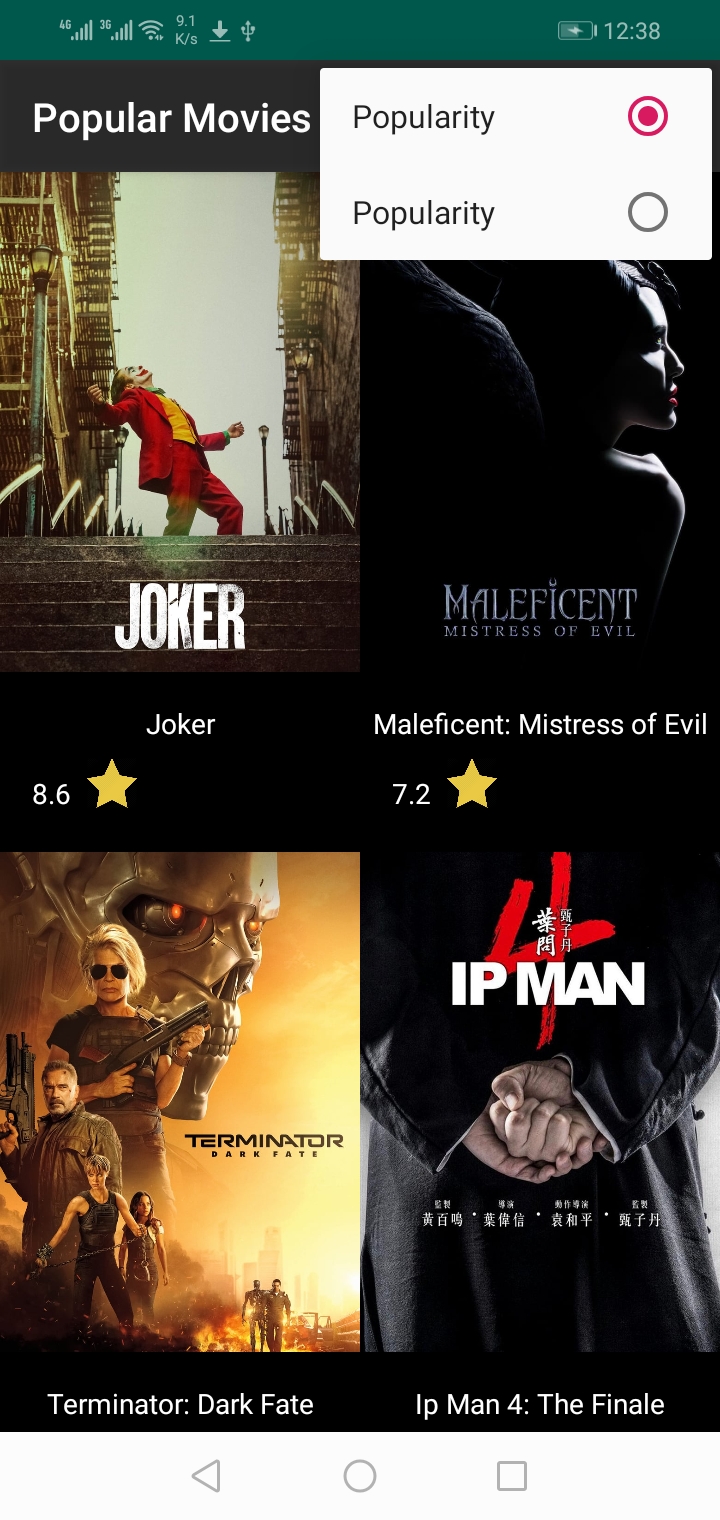 4G 3G 9.1 K/s 12:38
Popular Movies
Popularity
Popularity
JOKER
MALEFICENT
MISTRESS OF EVIL
Joker
Maleficent: Mistress of Evil
8.6
7.2
TERMINATOR
DARK FATE
4
葉問
甄子丹
IP MAN
監製 導演 動作導演 監製
黃百鳴 • 葉偉信 • 袁和平 • 甄子丹
Terminator: Dark Fate
Ip Man 4: The Finale